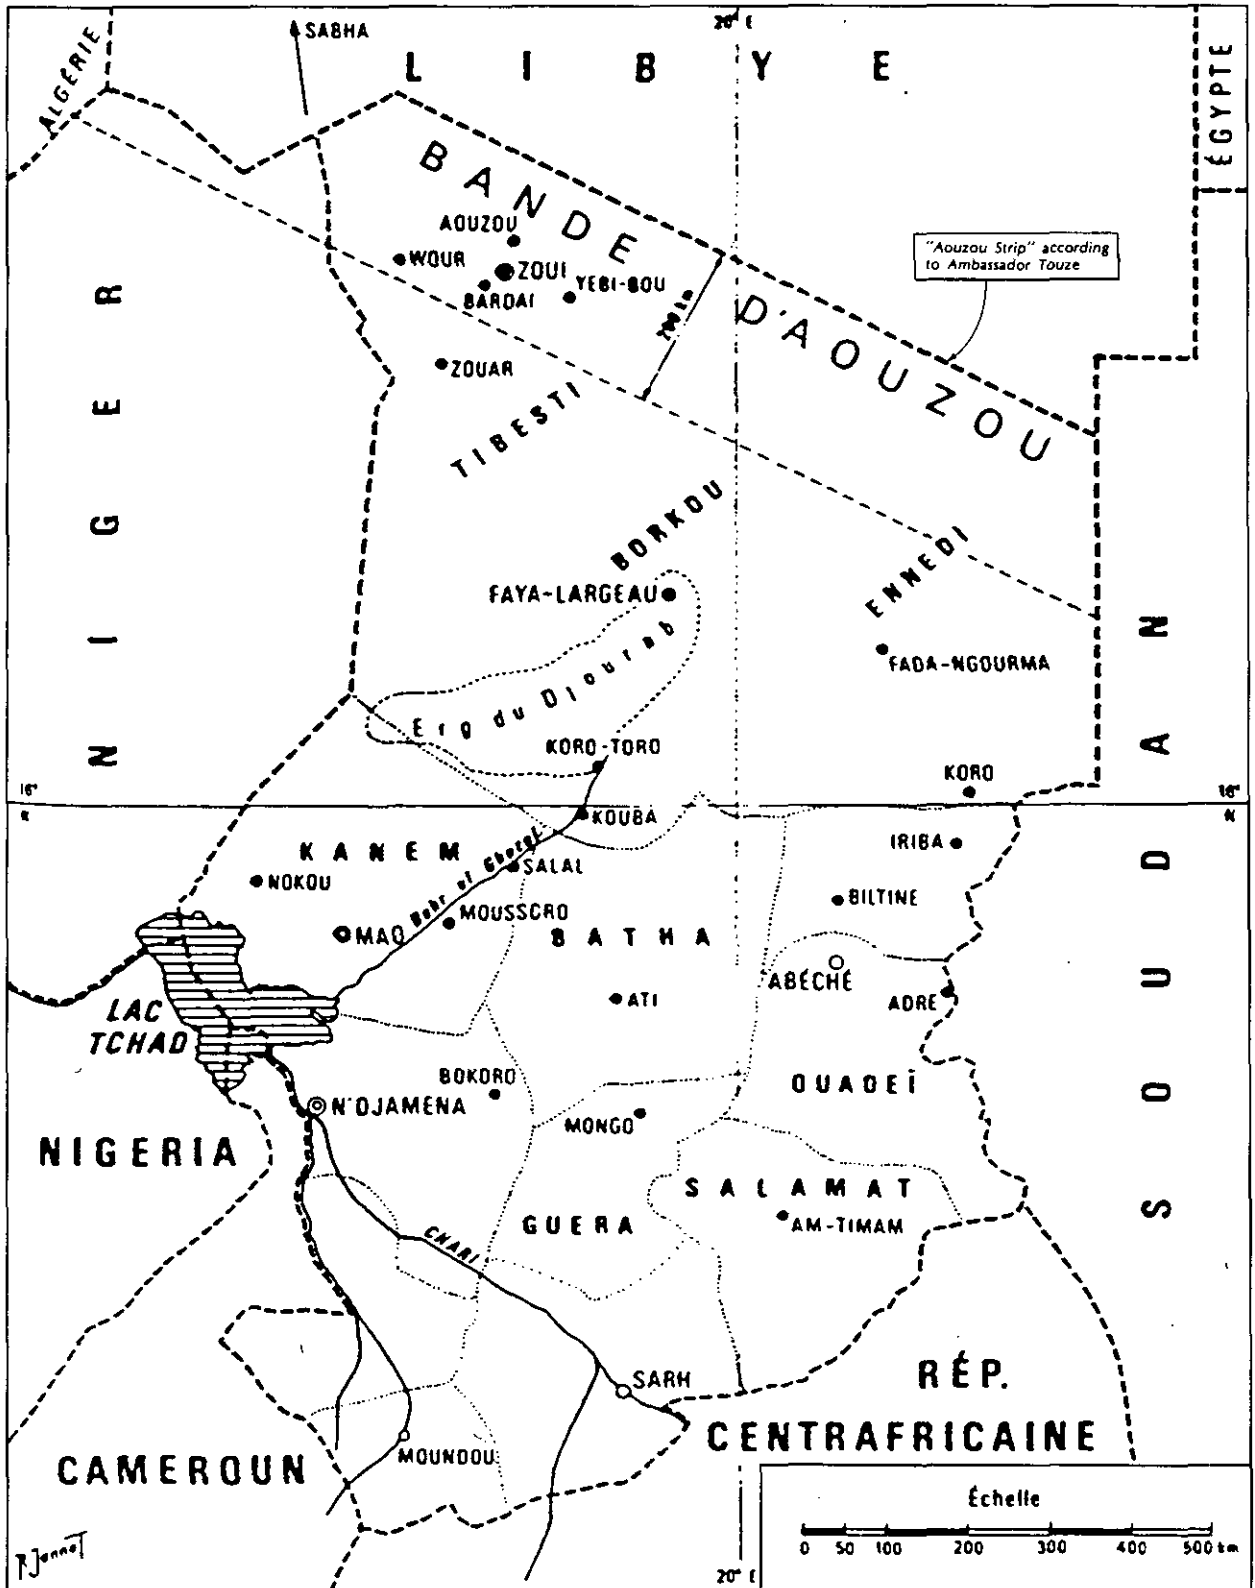 SABHA
20° E
LIBYE
ALGÉRIE
ÉGYPTE
BANDE
D'AOUZOU
AOUZOU
WOUR
ZOUI
BARDAI
YEBI-BOU
"Aouzou Strip" according
to Ambassador Touze
ZOUAR
NIGER
TIBESTI
BORKOU
ENNEDI
FAYA-LARGEAU
FADA-NGOURMA
Erg du Djourab
KORO-TORO
KORO
16°
N
16°
N
KOUBA
IRIBA
KANEM
SALAL
NOKOU
BILTINE
MOUSSCRO
MAO
BATHA
ABÉCHÉ
ATI
ADRE
LAC
TCHAD
SOUDAN
BOKORO
OUADEÏ
N'DJAMENA
MONGO
NIGERIA
SALAMAT
GUERA
AM-TIMAM
CHARI
SARH
RÉP.
CENTRAFRICAINE
MOUNDOU
CAMEROUN
Échelle
0 50 100 200 300 400 500 km
20° E